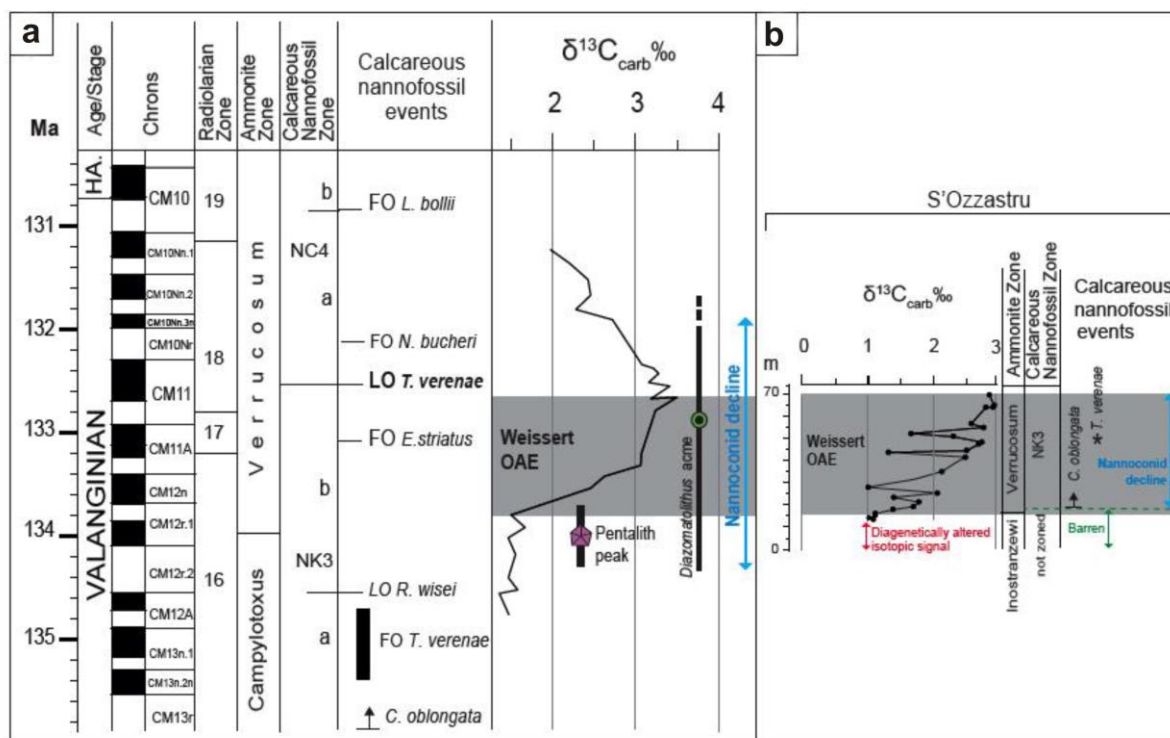 a
Ma
Age/Stage
Chrons
Radiolarian
Zone
Ammonite
Zone
Calcareous
Nannofossil
Zone
Calcareous
nannofossil
events
δ¹³Ccarb‰
2 3 4
HA.
VALANGINIAN
131
132
133
134
135
CM10
CM10Nn.1
CM10Nn.2
CM10Nn.3n
CM10Nr
CM11
CM11A
CM12n
CM12r.1
CM12r.2
CM12A
CM13n.1
CM13n.2n
CM13r
19
18
17
16
Verrucosum
Campylotoxus
b
NC4
a
b
NK3
a
FO L. bollii
FO N. bucheri
LO T. verenae
FO E.striatus
LO R. wisei
FO T. verenae
C. oblongata
Weissert
OAE
Pentalith
peak
Diazomatolithus acme
Nannoconid decline
b
S'Ozzastru
δ¹³Ccarb‰
0 1 2 3
m
70
0
Ammonite Zone
Calcareous
Nannofossil Zone
Calcareous
nannofossil
events
Weissert
OAE
Verrucosum
Inostranzewi
NK3
not zoned
C. oblongata
* T. verenae
Nannoconid
decline
Barren
Diagenetically altered
isotopic signal